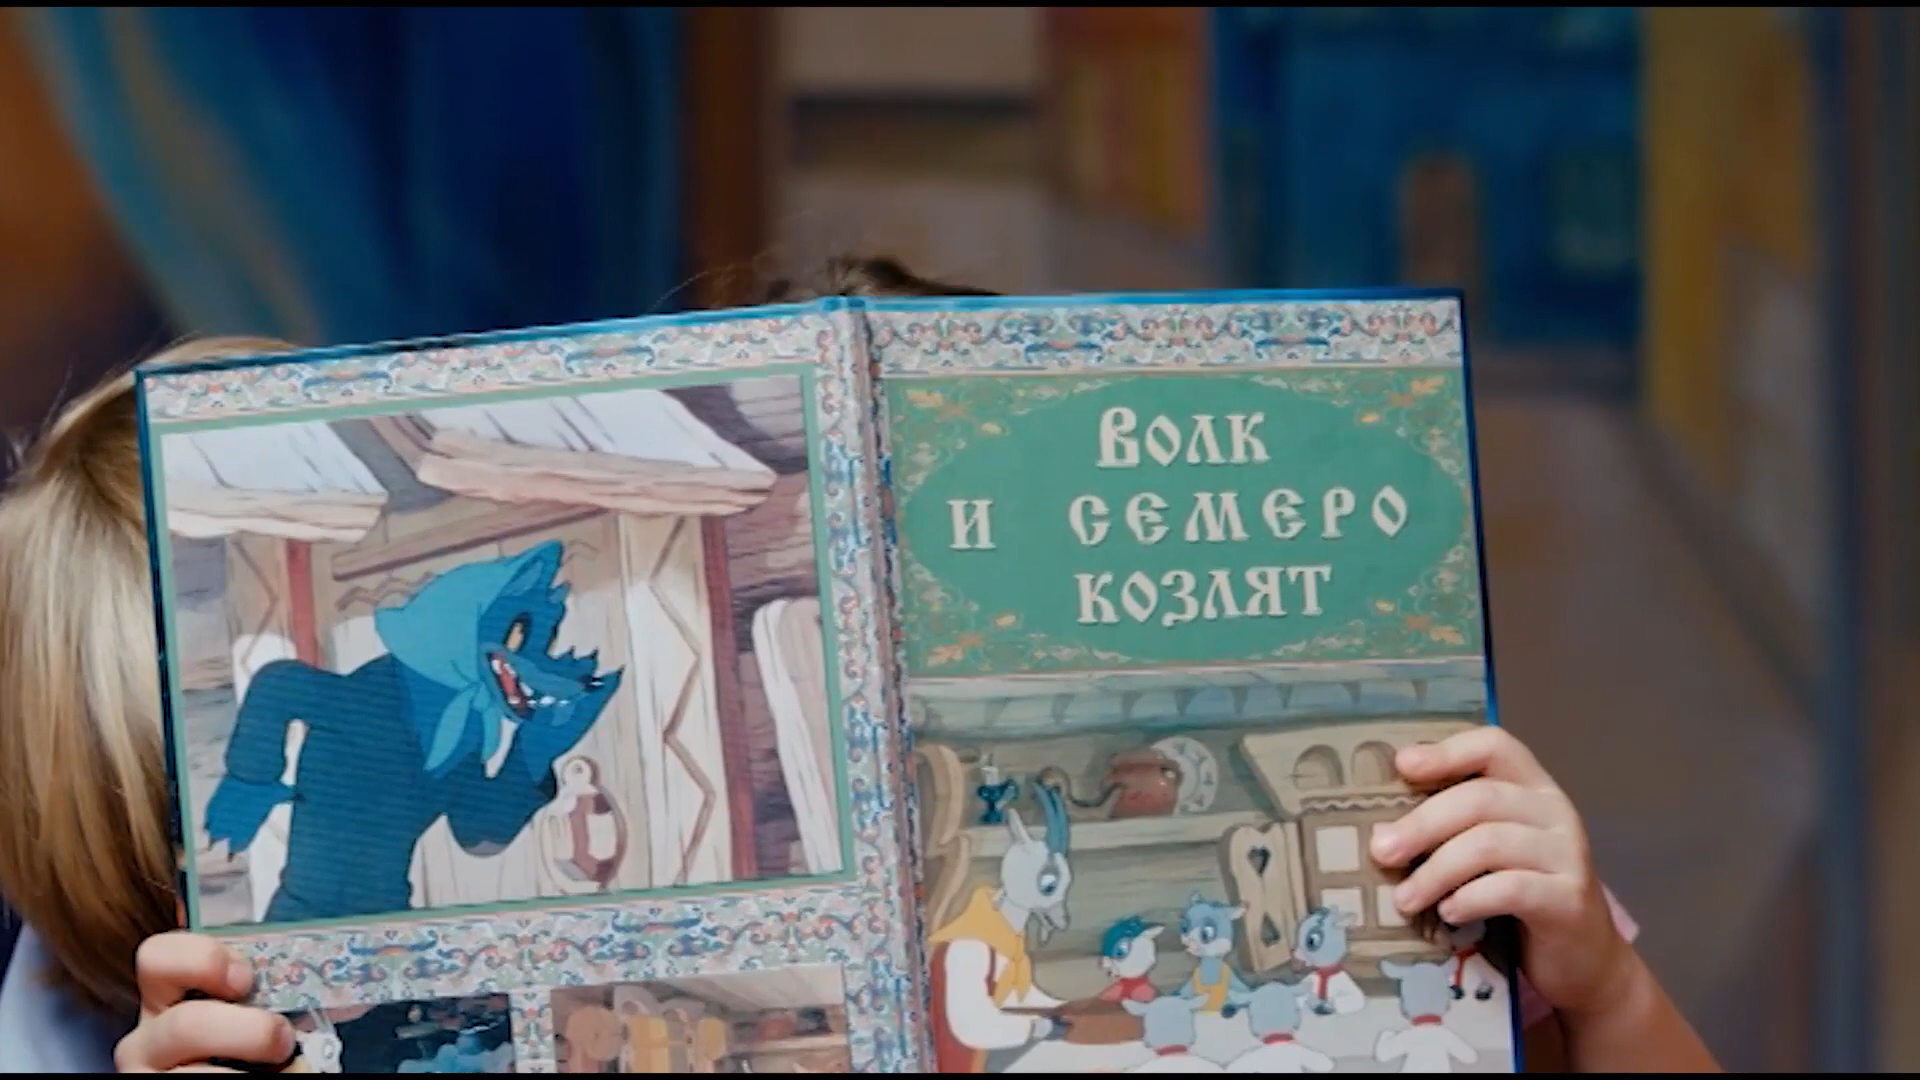 Волк
и семеро
козлят